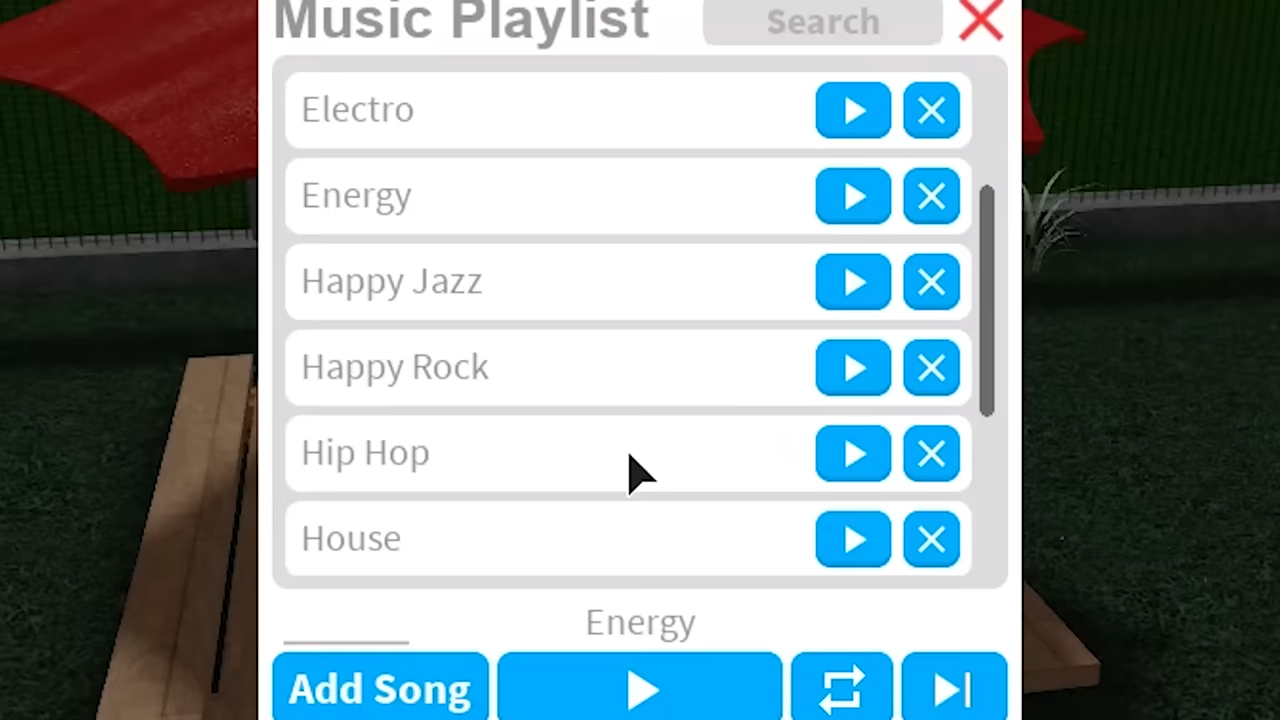 Music Playlist
Search
Electro
Energy
Happy Jazz
Happy Rock
Hip Hop
House
Energy
Add Song